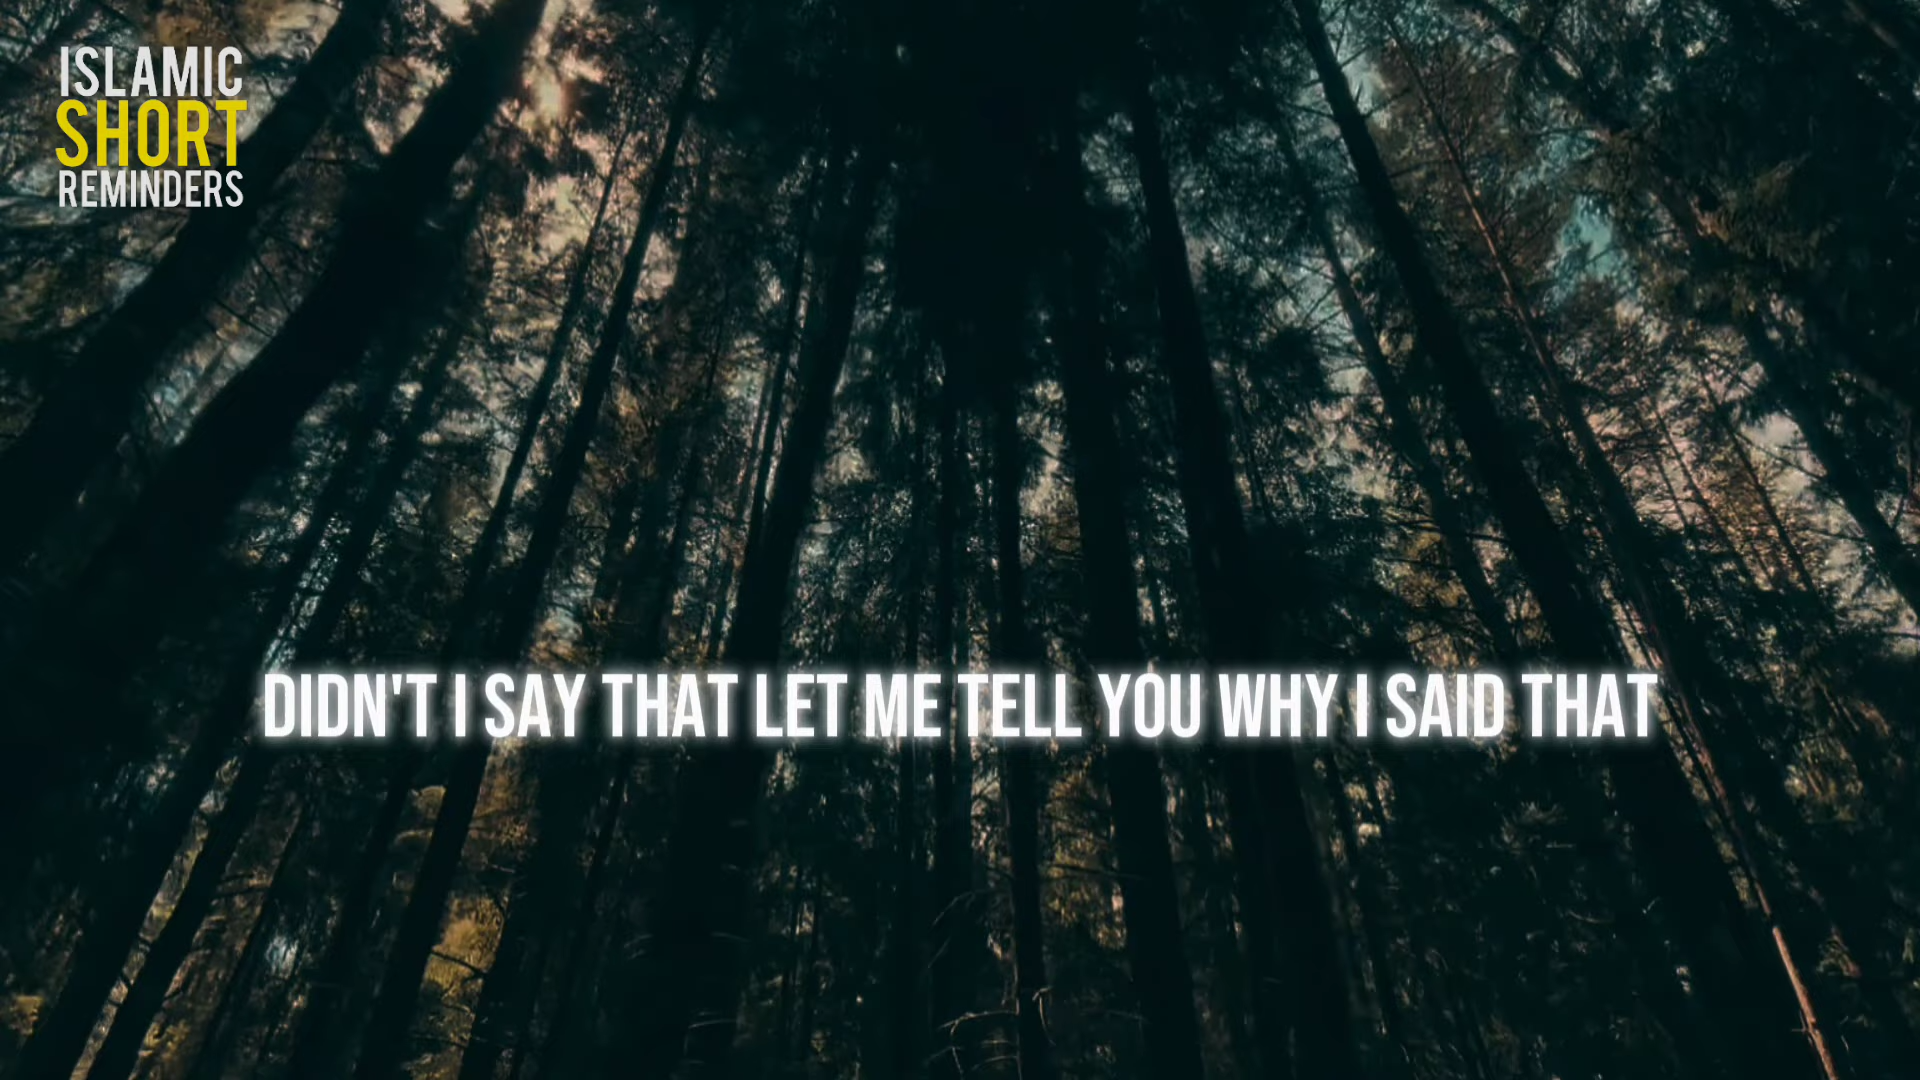 ISLAMIC
SHORT
REMINDERS
DIDN'T I SAY THAT LET ME TELL YOU WHY I SAID THAT